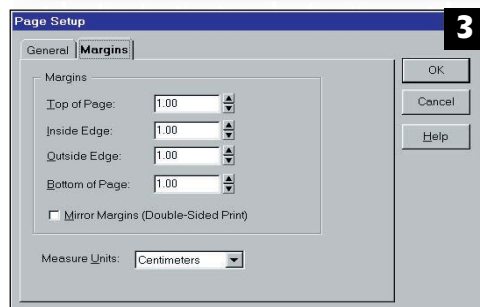 Page Setup
3
General Margins
OK
Cancel
Help
Margins
Top of Page: 1.00
Inside Edge: 1.00
Outside Edge: 1.00
Bottom of Page: 1.00
Mirror Margins (Double-Sided Print)
Measure Units: Centimeters